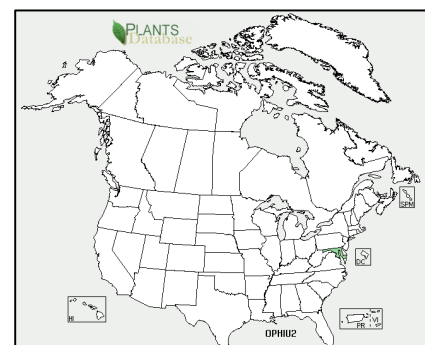 PLANTS
Database
SPM
DC
HI
PR
VI
OPHIU2